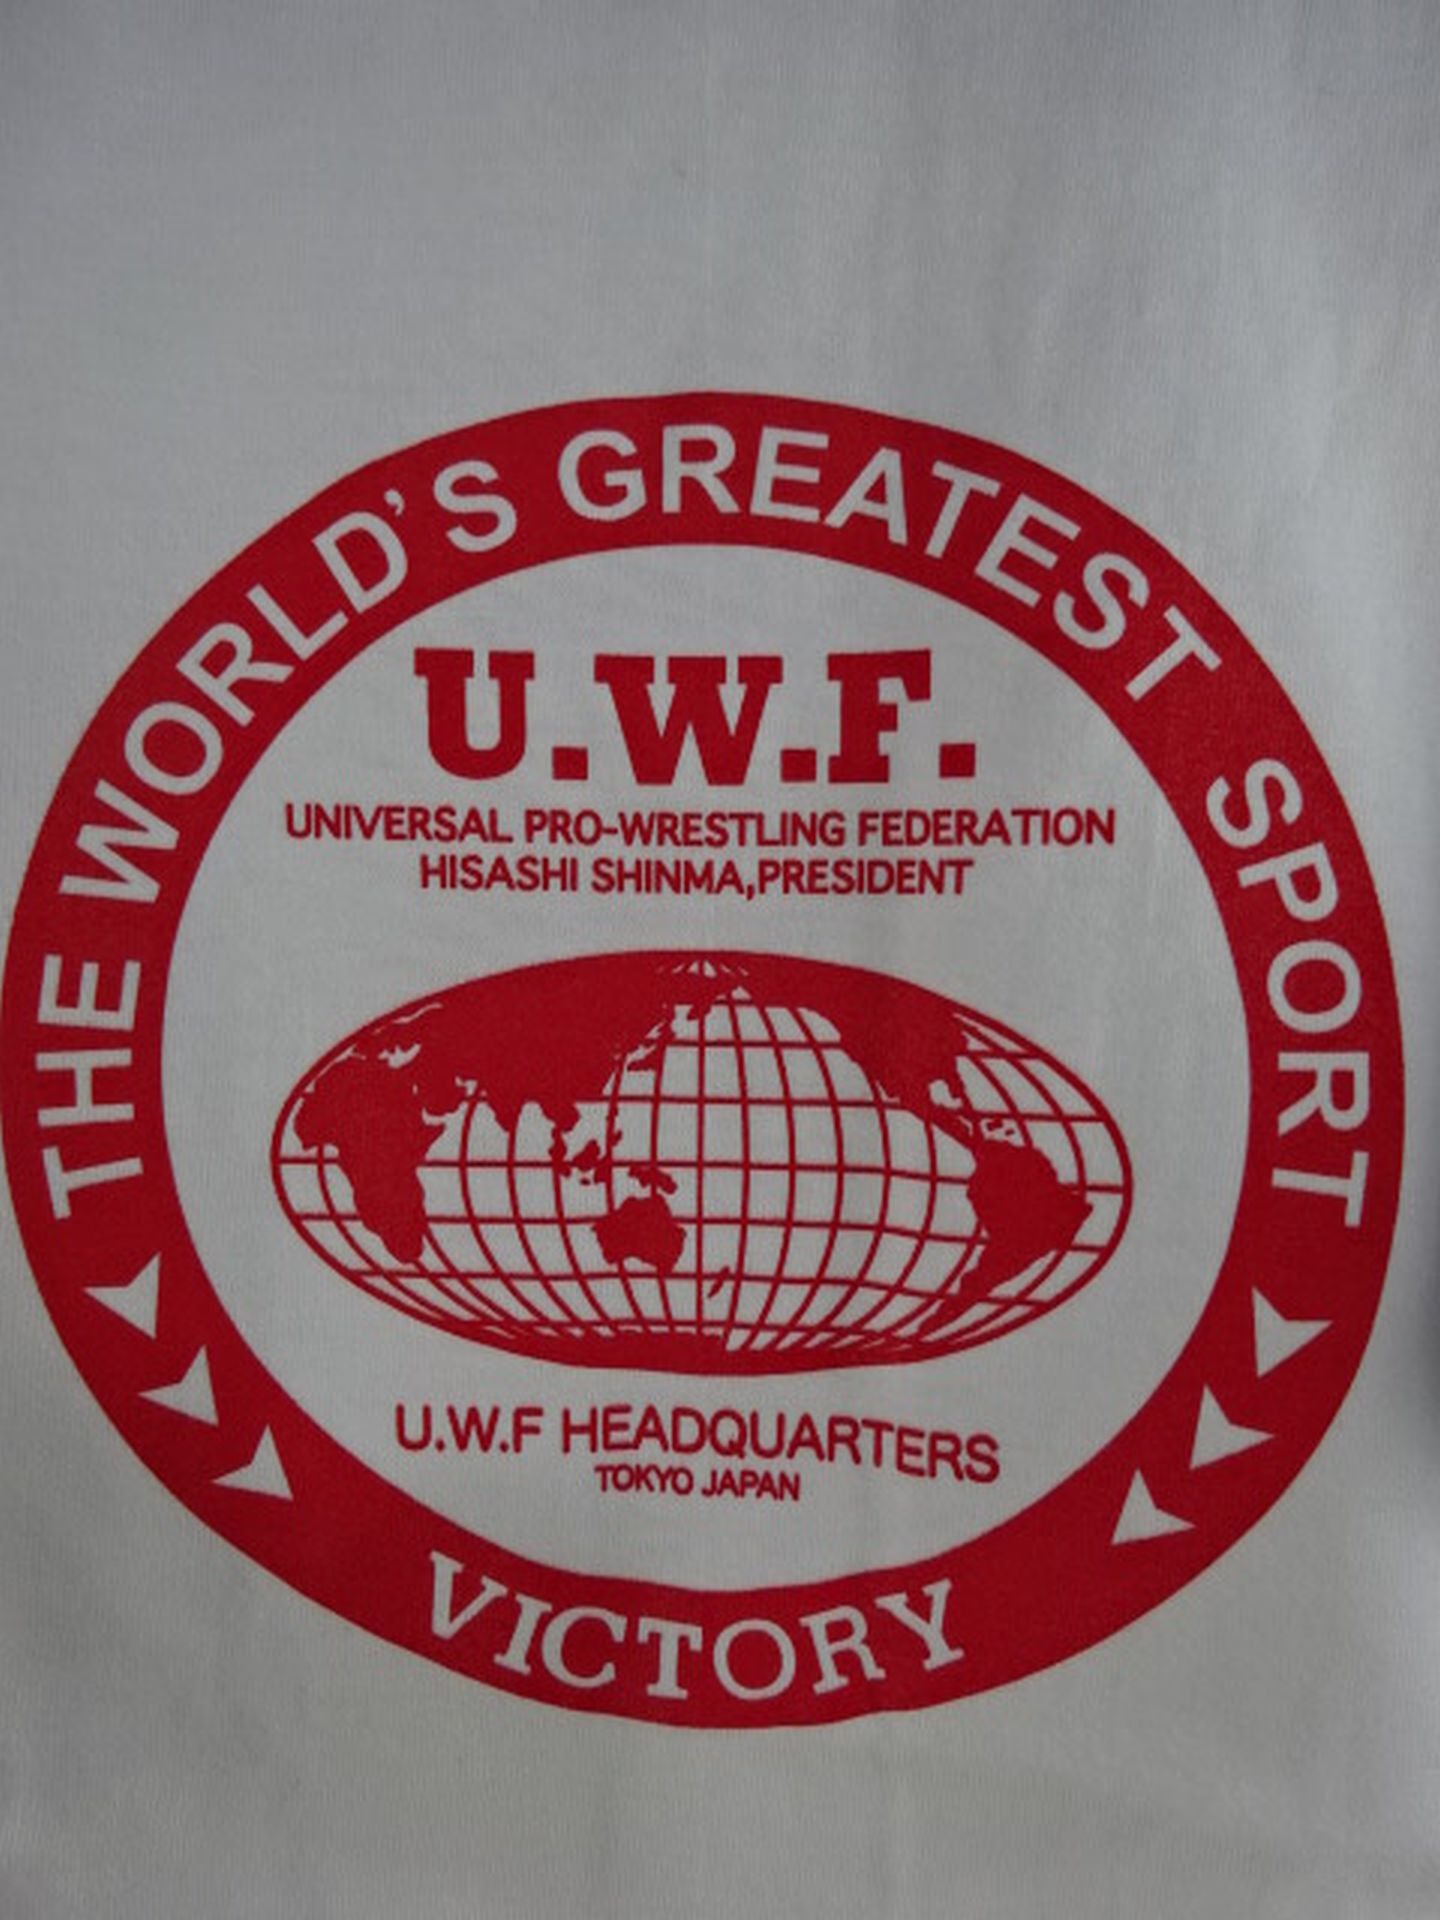 THE WORLD'S GREATEST SPORT
U.W.F.
UNIVERSAL PRO-WRESTLING FEDERATION
HISASHI SHINMA,PRESIDENT
U.W.F HEADQUARTERS
TOKYO JAPAN
VICTORY